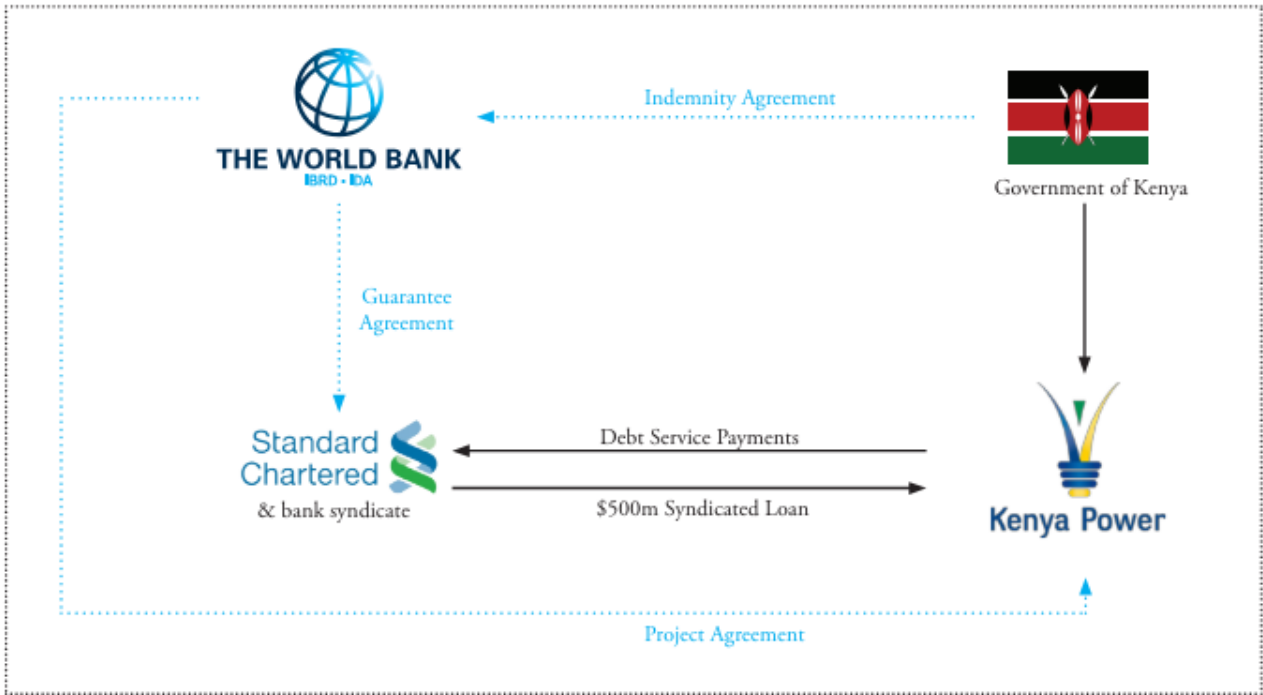 Indemnity Agreement
THE WORLD BANK
IBRD • IDA
Government of Kenya
Guarantee
Agreement
Standard
Chartered
& bank syndicate
Debt Service Payments
$500m Syndicated Loan
Kenya Power
Project Agreement